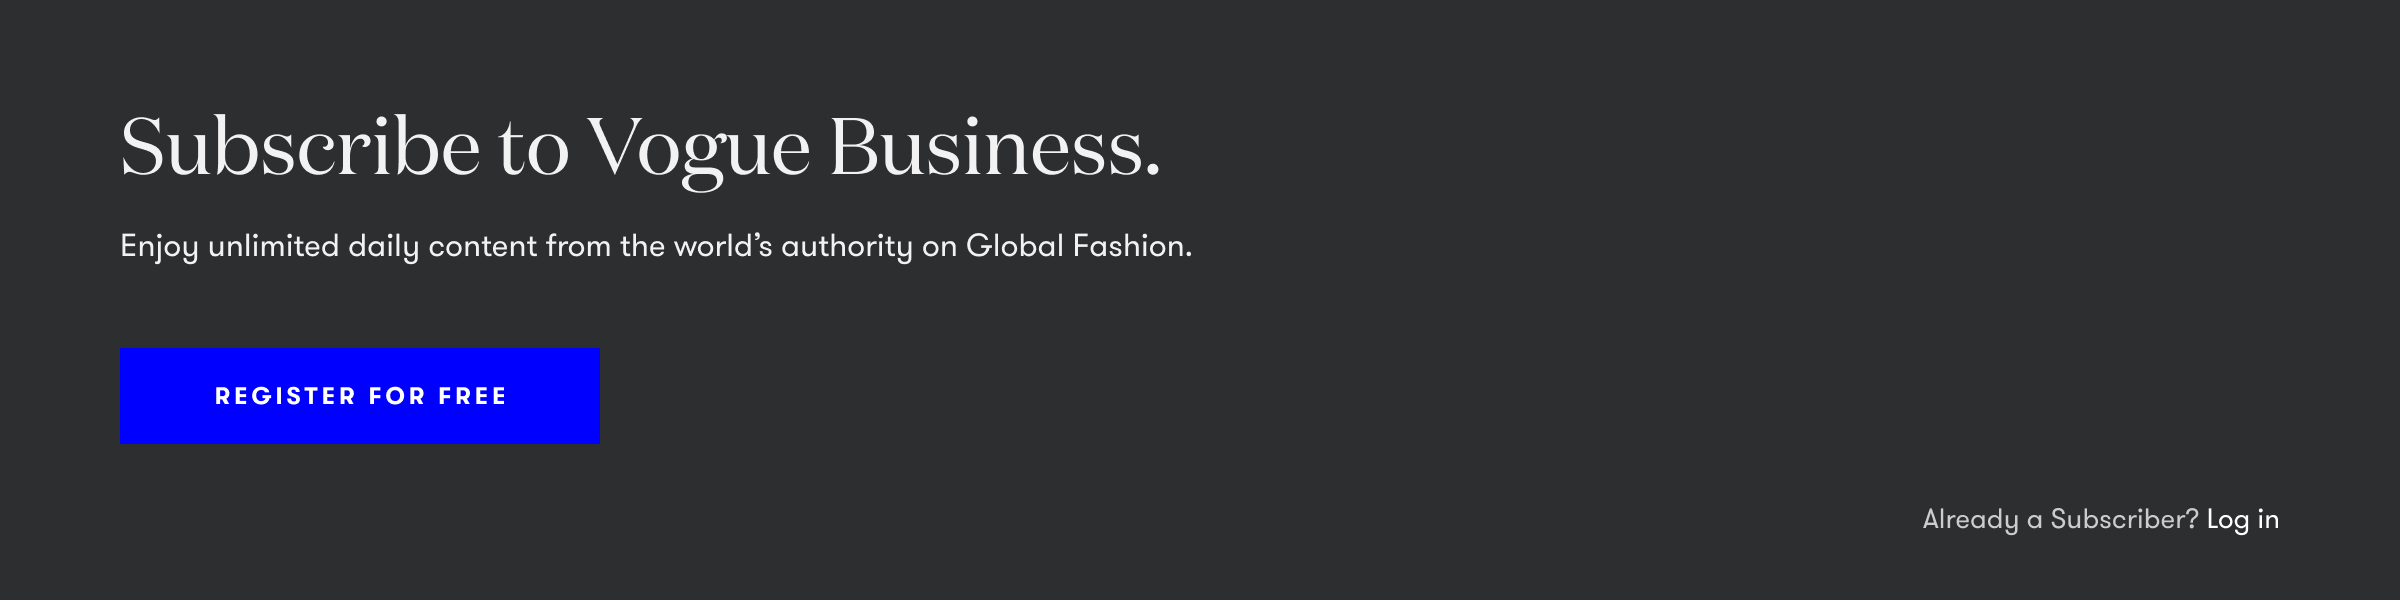 Subscribe to Vogue Business.
Enjoy unlimited daily content from the world’s authority on Global Fashion.
REGISTER FOR FREE
Already a Subscriber? Log in